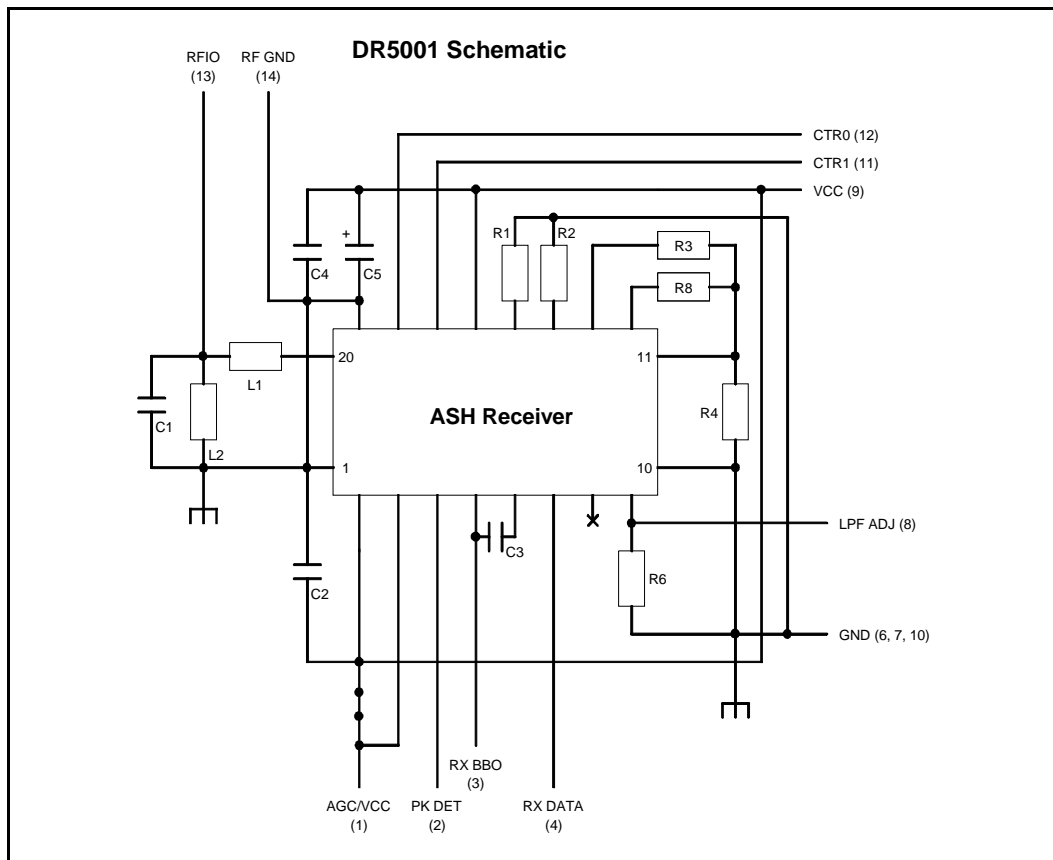 DR5001 Schematic
RFIO
(13)
RF GND
(14)
CTR0 (12)
CTR1 (11)
VCC (9)
R1
R2
R3
+
C4
C5
R8
20
11
L1
C1
ASH Receiver
R4
L2
1
10
LPF ADJ (8)
C3
C2
R6
GND (6, 7, 10)
RX BBO
(3)
AGC/VCC
(1)
PK DET
(2)
RX DATA
(4)